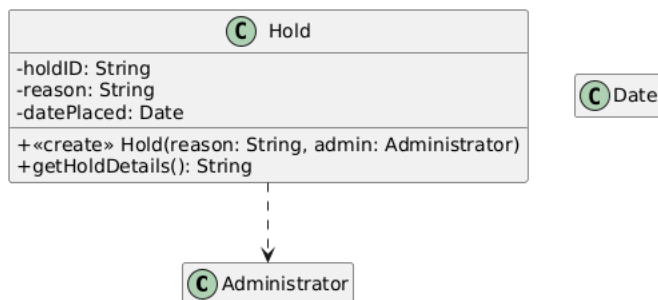 C Hold
-holdID: String
-reason: String
-datePlaced: Date
+«create» Hold(reason: String, admin: Administrator)
+getHoldDetails(): String
C Date
C Administrator